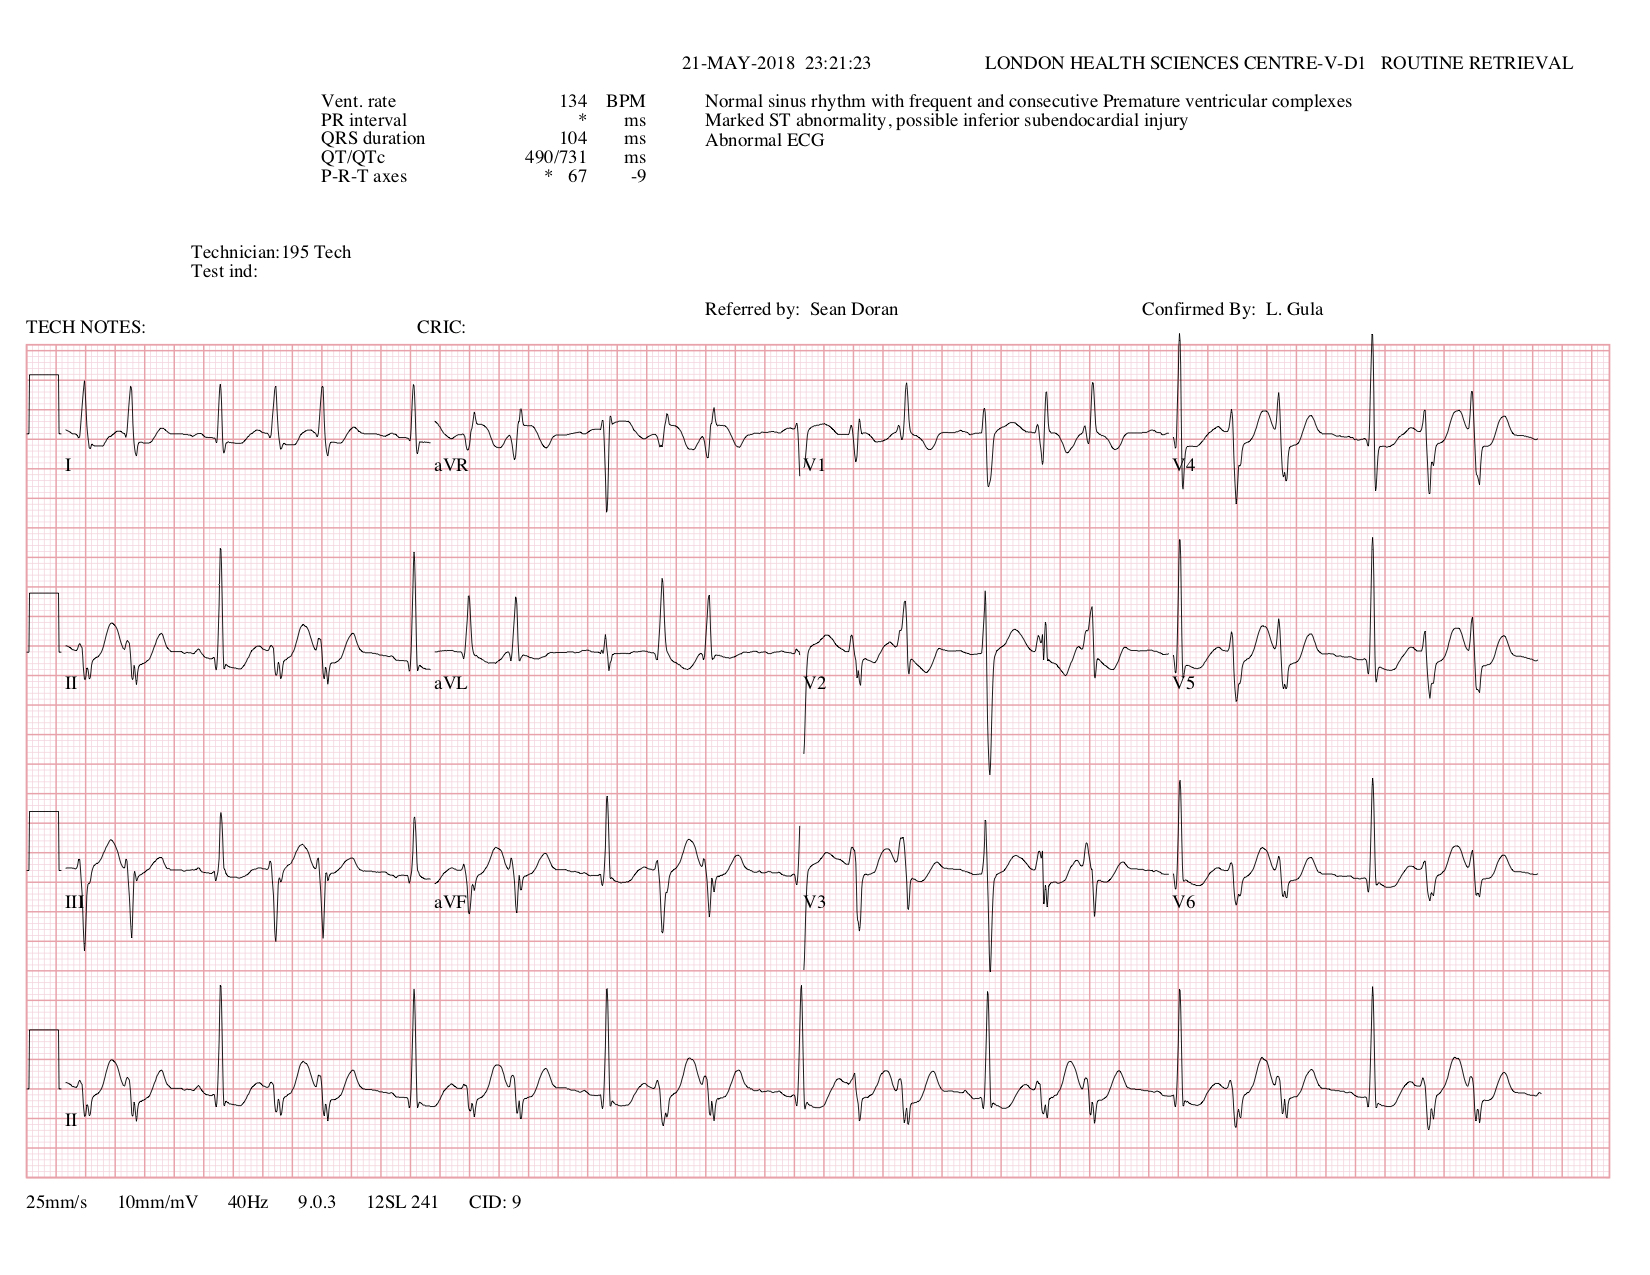 21-MAY-2018 23:21:23 LONDON HEALTH SCIENCES CENTRE-V-D1 ROUTINE RETRIEVAL
Vent. rate 134 BPM
PR interval * ms
QRS duration 104 ms
QT/QTc 490/731 ms
P-R-T axes * 67 -9
Normal sinus rhythm with frequent and consecutive Premature ventricular complexes
Marked ST abnormality, possible inferior subendocardial injury
Abnormal ECG
Technician:195 Tech
Test ind:
Referred by: Sean Doran Confirmed By: L. Gula
TECH NOTES: CRIC:
I aVR V1 V4
II aVL V2 V5
III aVF V3 V6
II
25mm/s 10mm/mV 40Hz 9.0.3 12SL 241 CID: 9